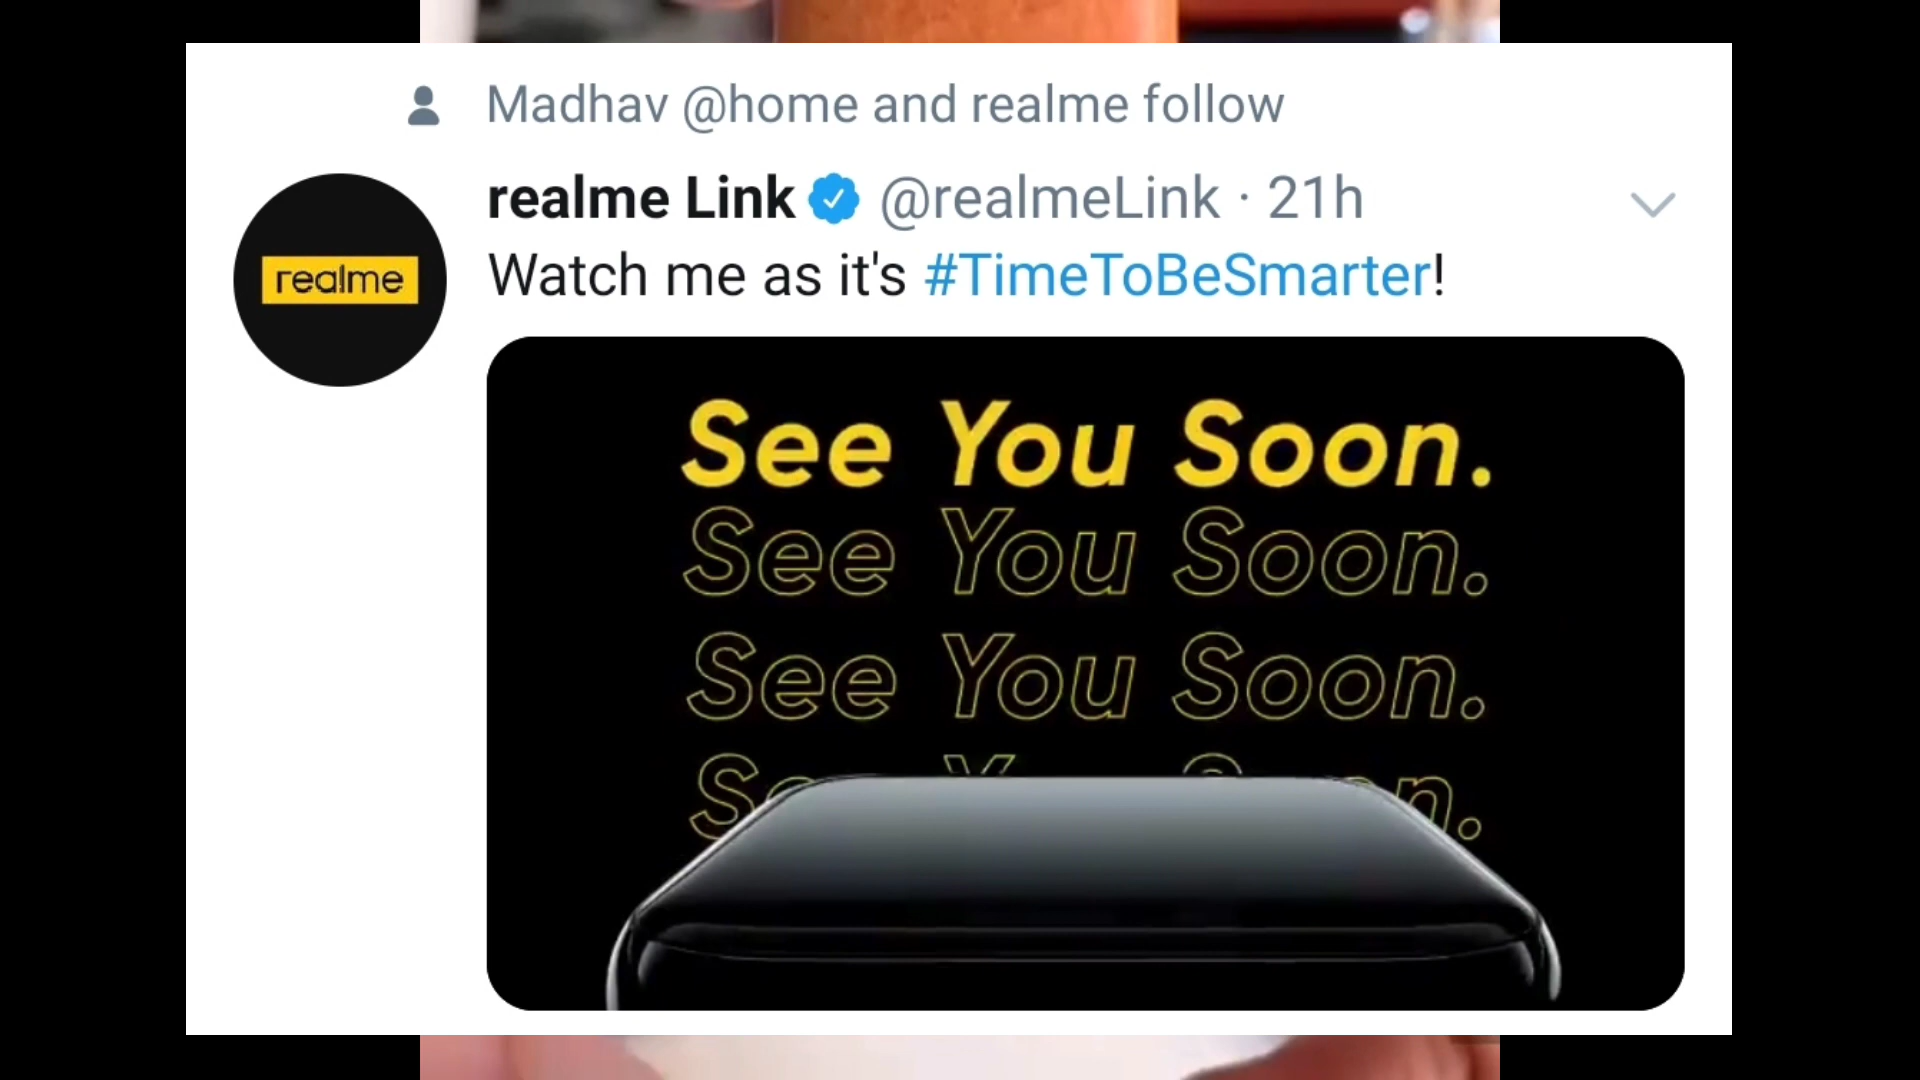 Madhav @home and realme follow
realme Link @realmeLink · 21h
realme
Watch me as it's #TimeToBeSmarter!
See You Soon.
See You Soon.
See You Soon.